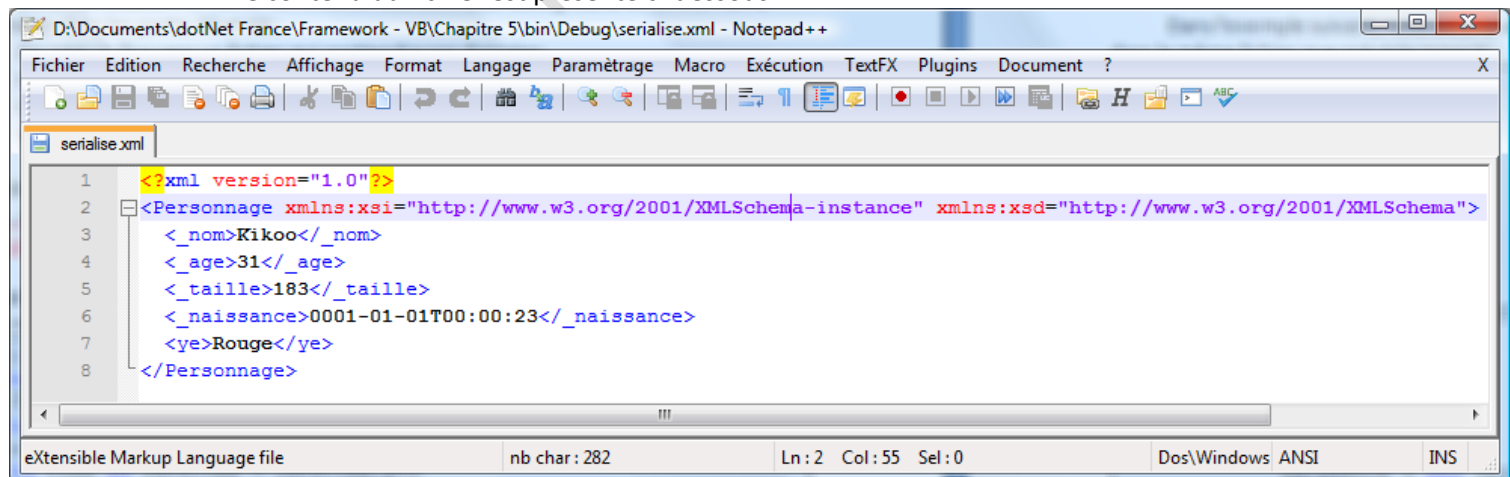 D:\Documents\dotNet France\Framework - VB\Chapitre 5\bin\Debug\serialise.xml - Notepad++
Fichier Edition Recherche Affichage Format Langage Paramètrage Macro Exécution TextFX Plugins Document ? X
serialise.xml
1 <?xml version="1.0"?>
2 <Personnage xmlns:xsi="http://www.w3.org/2001/XMLSchema-instance" xmlns:xsd="http://www.w3.org/2001/XMLSchema">
3 <_nom>Kikoo</_nom>
4 <_age>31</_age>
5 <_taille>183</_taille>
6 <_naissance>0001-01-01T00:00:23</_naissance>
7 <ye>Rouge</ye>
8 </Personnage>
eXtensible Markup Language file nb char : 282 Ln : 2 Col : 55 Sel : 0 Dos\Windows ANSI INS